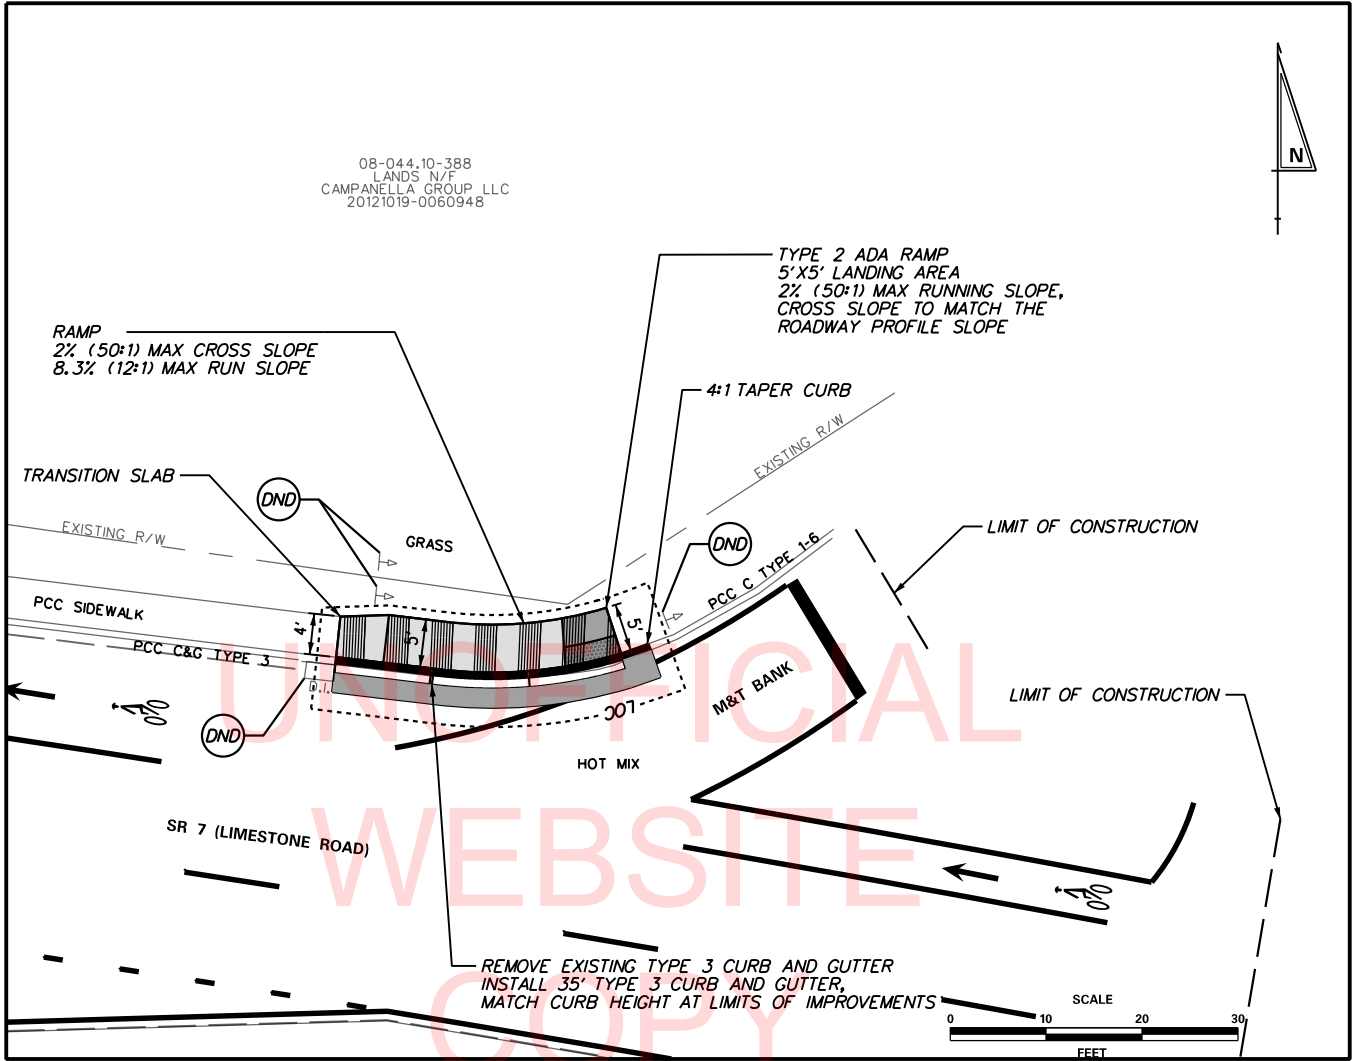 N
08-044.10-388
LANDS N/F
CAMPANELLA GROUP LLC
20121019-0060948
TYPE 2 ADA RAMP
5'X5' LANDING AREA
2% (50:1) MAX RUNNING SLOPE,
CROSS SLOPE TO MATCH THE
ROADWAY PROFILE SLOPE
RAMP
2% (50:1) MAX CROSS SLOPE
8.3% (12:1) MAX RUN SLOPE
4:1 TAPER CURB
EXISTING R/W
TRANSITION SLAB
DND
EXISTING R/W
GRASS
DND
PCC C TYPE 1-6
LIMIT OF CONSTRUCTION
PCC SIDEWALK
4'
5'
5'
PCC C&G TYPE 3
D.I.
M&T BANK
LIMIT OF CONSTRUCTION
LOC
DND
HOT MIX
UNOFFICIAL
WEBSITE
COPY
SR 7 (LIMESTONE ROAD)
REMOVE EXISTING TYPE 3 CURB AND GUTTER
INSTALL 35' TYPE 3 CURB AND GUTTER,
MATCH CURB HEIGHT AT LIMITS OF IMPROVEMENTS
SCALE
0 10 20 30
FEET